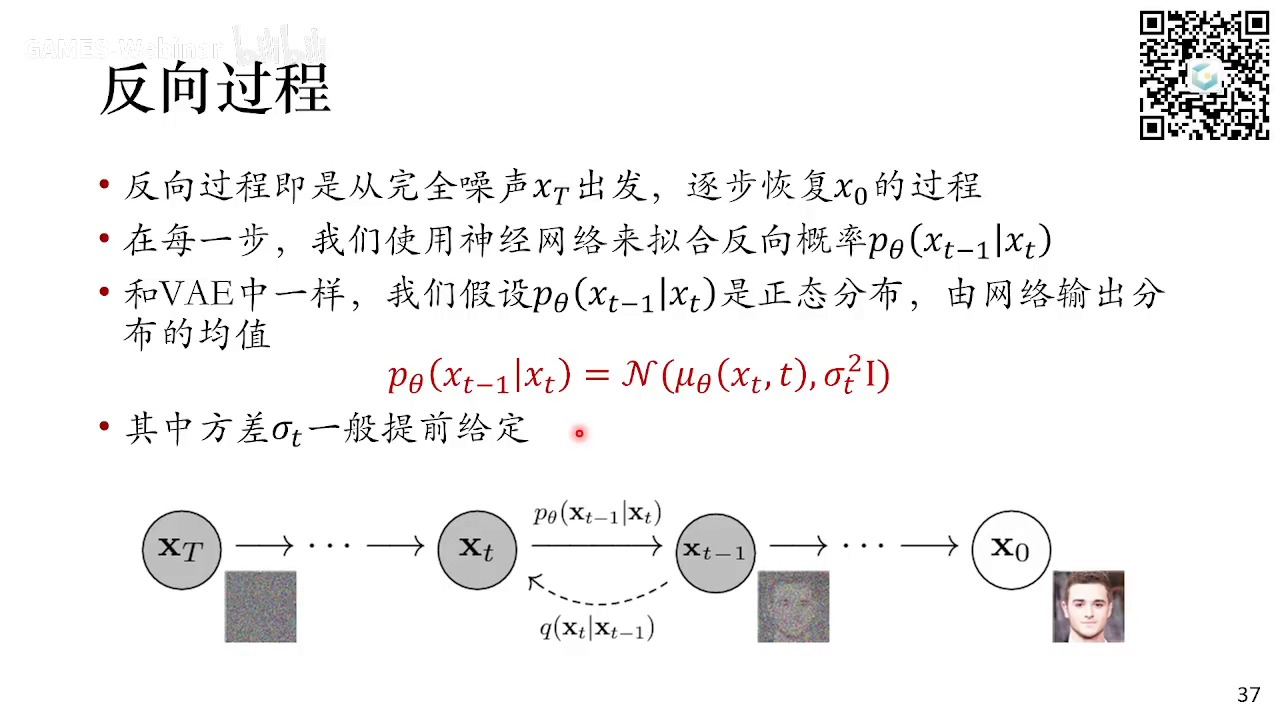 GAMES-Webinar bilibili
反向过程
• 反向过程即是从完全噪声x_T出发，逐步恢复x_0的过程
• 在每一步，我们使用神经网络来拟合反向概率p_θ(x_{t−1}|x_t)
• 和VAE中一样，我们假设p_θ(x_{t−1}|x_t)是正态分布，由网络输出分
布的均值
p_θ(x_{t−1}|x_t) = 𝒩(μ_θ(x_t, t), σ_t^2 I)
• 其中方差σ_t一般提前给定
p_θ(x_{t−1}|x_t)
x_T → ⋯ → x_t → x_{t−1} → ⋯ → x_0
q(x_t|x_{t−1})
37